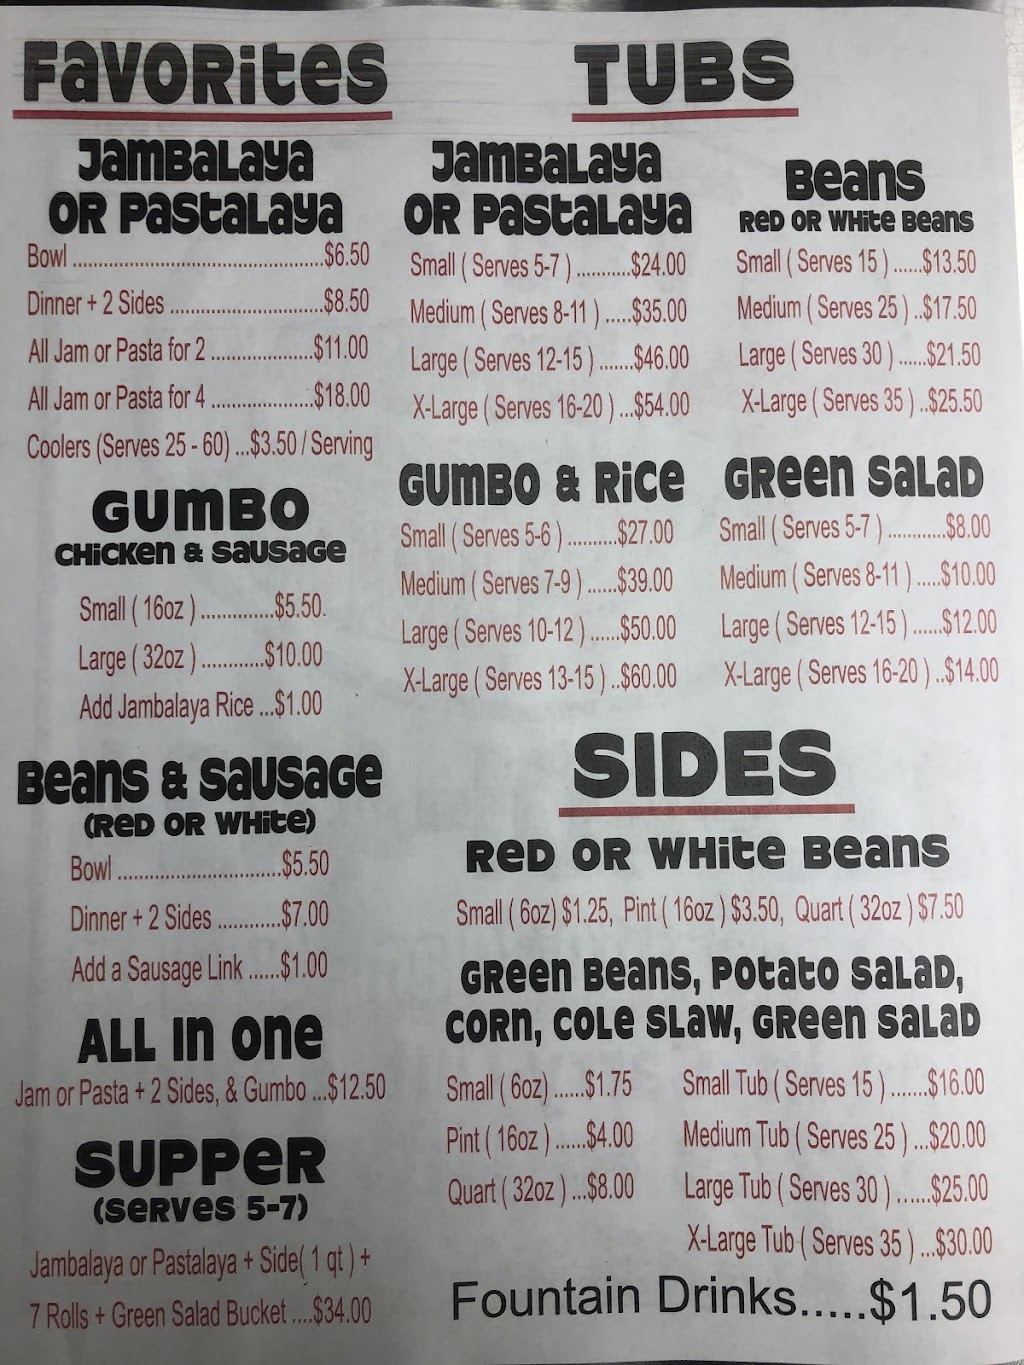 Favorites
Jambalaya
or Pastalaya
Bowl ............................................$6.50
Dinner + 2 Sides ............................$8.50
All Jam or Pasta for 2 ...................$11.00
All Jam or Pasta for 4 ...................$18.00
Coolers (Serves 25 - 60) ...$3.50 / Serving
Gumbo
Chicken & Sausage
Small ( 16oz ) .............$5.50
Large ( 32oz ) ...........$10.00
Add Jambalaya Rice ...$1.00
Beans & Sausage
(Red or White)
Bowl ..............................$5.50
Dinner + 2 Sides ............$7.00
Add a Sausage Link ......$1.00
All in One
Jam or Pasta + 2 Sides, & Gumbo ...$12.50
Supper
(Serves 5-7)
Jambalaya or Pastalaya + Side( 1 qt ) +
7 Rolls + Green Salad Bucket ....$34.00
TUBS
Jambalaya
or Pastalaya
Small ( Serves 5-7 ) ...........$24.00
Medium ( Serves 8-11 ) .....$35.00
Large ( Serves 12-15 ) .......$46.00
X-Large ( Serves 16-20 ) ...$54.00
Beans
Red or White Beans
Small ( Serves 15 ) ......$13.50
Medium ( Serves 25 ) ..$17.50
Large ( Serves 30 ) ......$21.50
X-Large ( Serves 35 ) ..$25.50
Gumbo & Rice
Small ( Serves 5-6 ) ..........$27.00
Medium ( Serves 7-9 ) ......$39.00
Large ( Serves 10-12 ) ......$50.00
X-Large ( Serves 13-15 ) ..$60.00
Green Salad
Small ( Serves 5-7 ) ............$8.00
Medium ( Serves 8-11 ) .....$10.00
Large ( Serves 12-15 ) ......$12.00
X-Large ( Serves 16-20 ) ..$14.00
SIDES
Red or White Beans
Small ( 6oz) $1.25, Pint ( 16oz ) $3.50, Quart ( 32oz ) $7.50
Green Beans, Potato Salad,
Corn, Cole Slaw, Green Salad
Small ( 6oz) ......$1.75
Pint ( 16oz ) ......$4.00
Quart ( 32oz ) ...$8.00
Small Tub ( Serves 15 ) .......$16.00
Medium Tub ( Serves 25 ) ...$20.00
Large Tub ( Serves 30 ) ......$25.00
X-Large Tub ( Serves 35 ) ...$30.00
Fountain Drinks.....$1.50